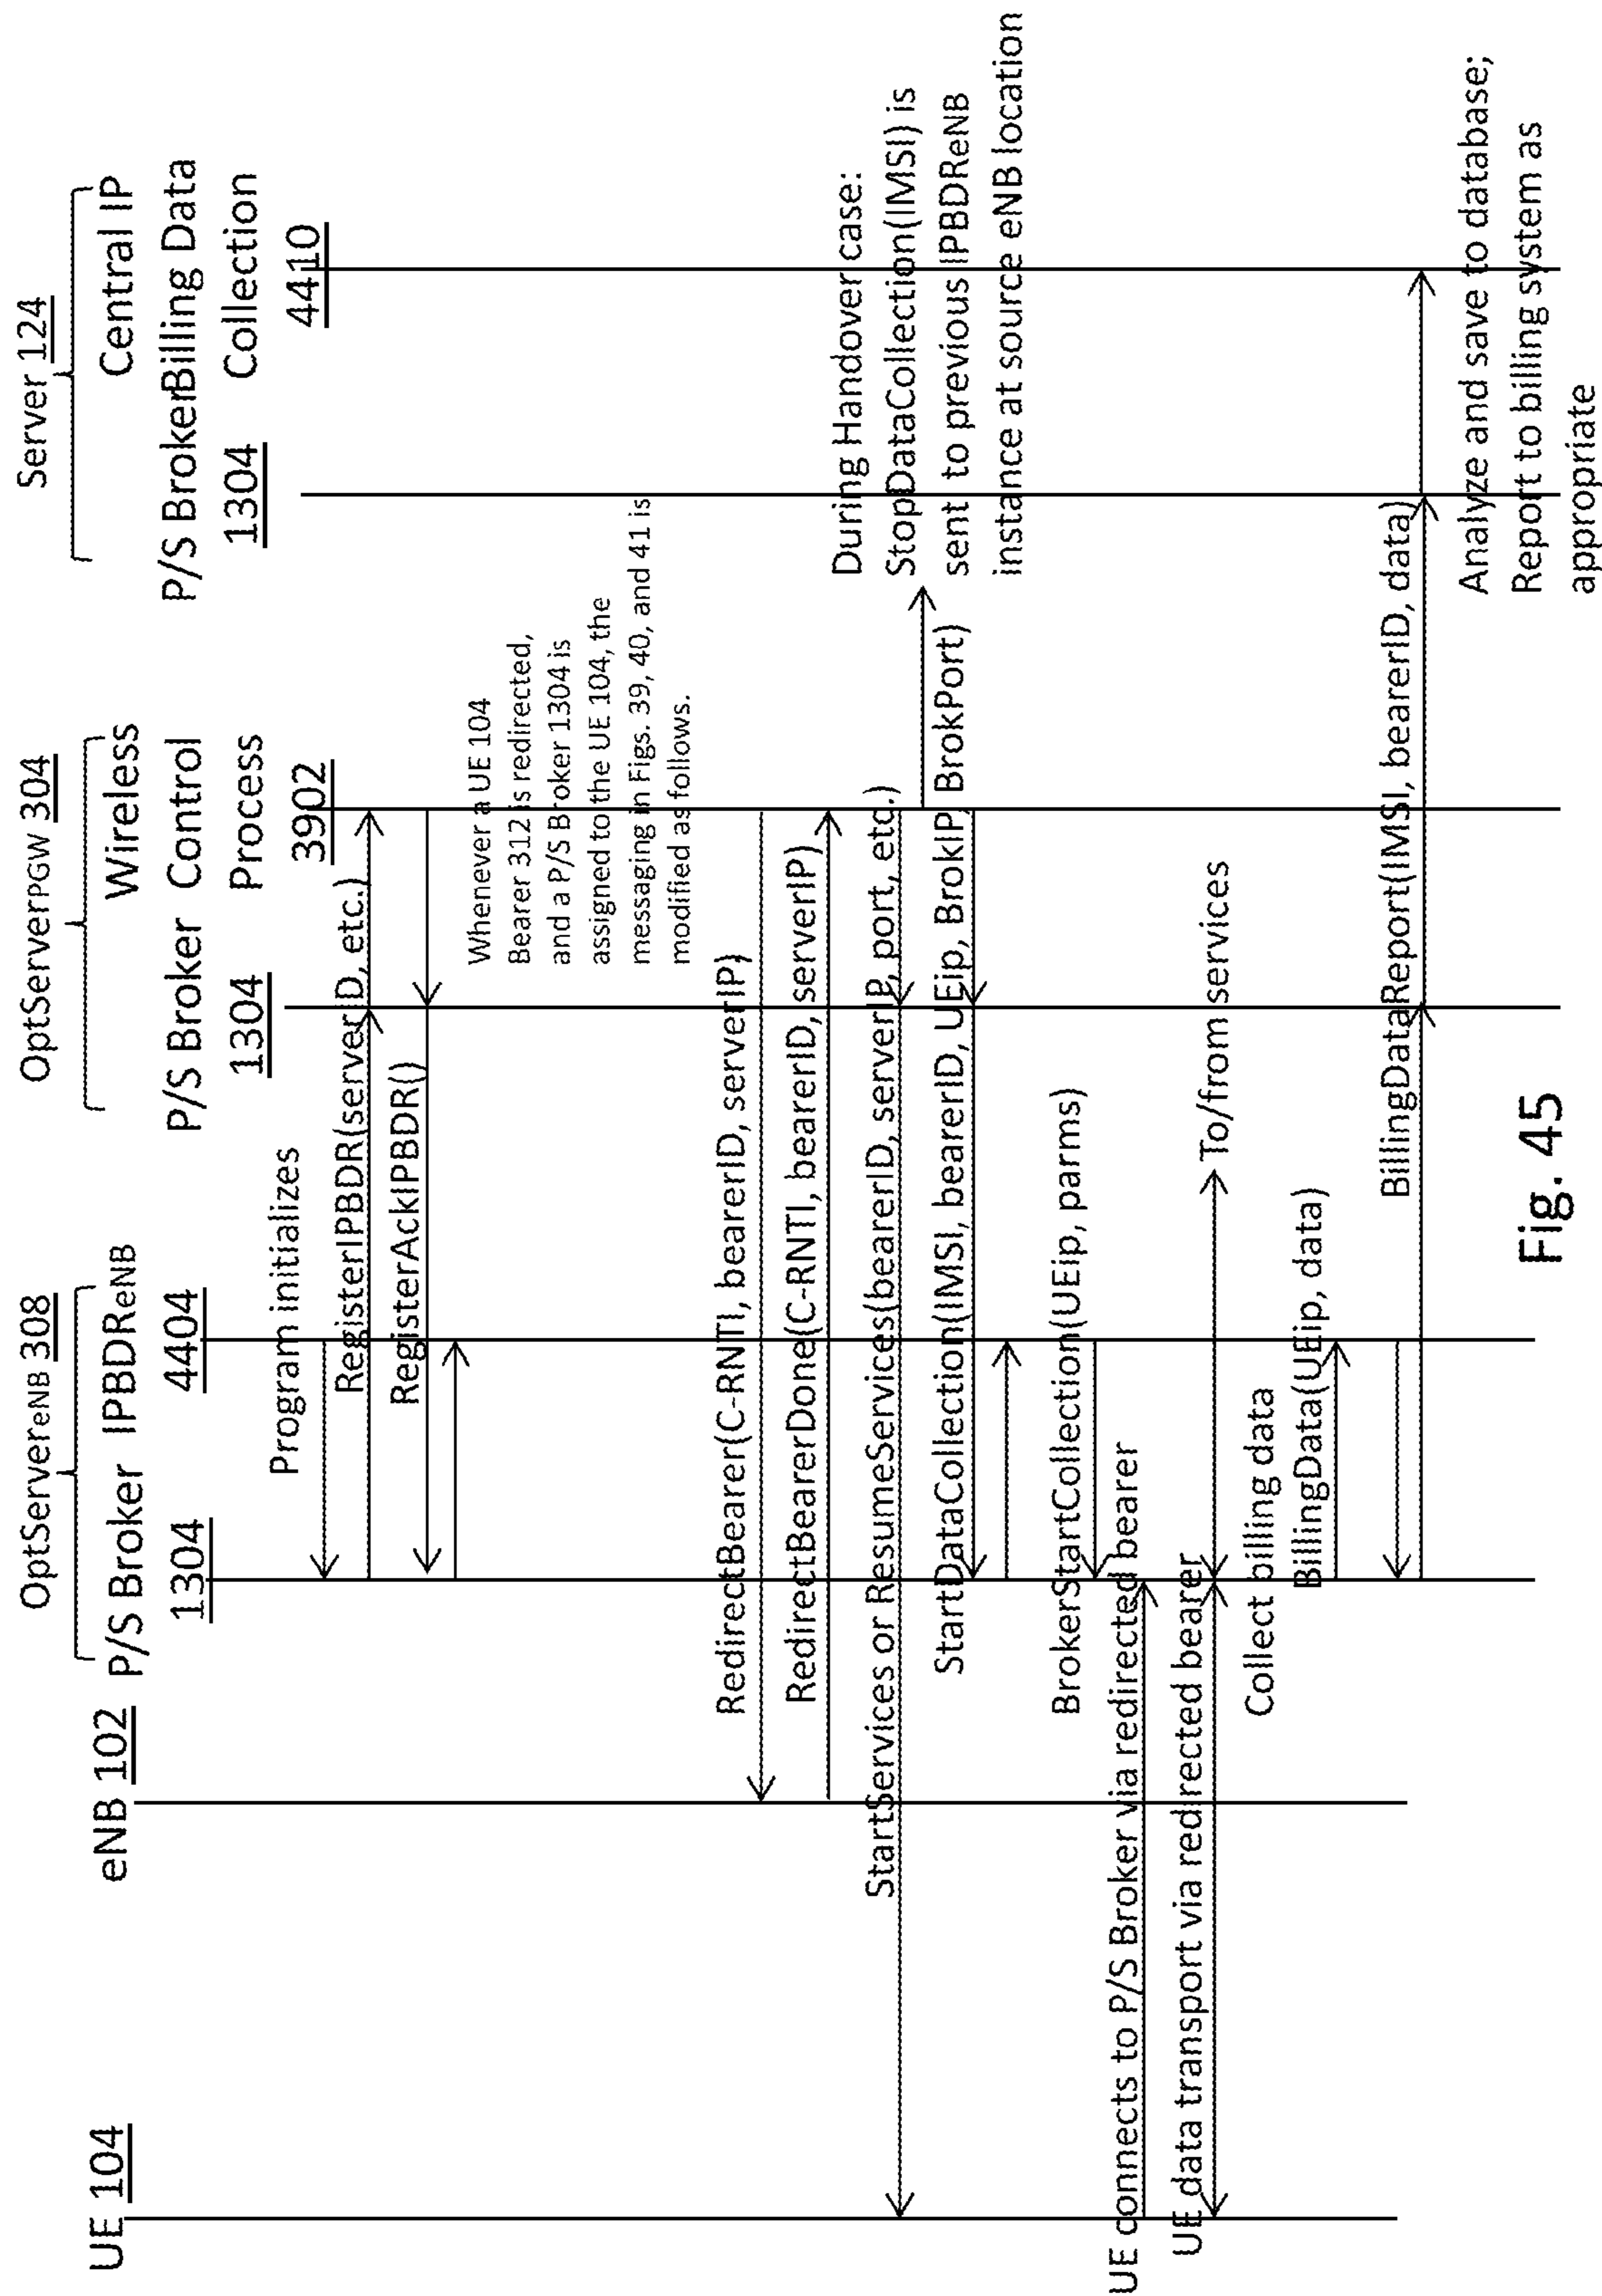 UE 104
eNB 102
OptServereNB 308
P/S Broker
1304
IPBDReNB
4404
OptServerPGW 304
P/S Broker
1304
Wireless
Control
Process
3902
Server 124
P/S Broker
1304
Central IP
Billing Data
Collection
4410
Program initializes
RegisterIPBDR(serverID, etc.)
RegisterAckIPBDR()
Whenever a UE 104
Bearer 312 is redirected,
and a P/S Broker 1304 is
assigned to the UE 104, the
messaging in Figs. 39, 40, and 41 is
modified as follows.
RedirectBearer(C-RNTI, bearerID, serverIP)
RedirectBearerDone(C-RNTI, bearerID, serverIP)
StartServices or ResumeServices(bearerID, serverIP, port, etc.)
During Handover case:
StopDataCollection(IMSI) is
sent to previous IPBDReNB
instance at source eNB location
StartDataCollection(IMSI, bearerID, UEip, BrokIP, BrokPort)
BrokerStartCollection(UEip, parms)
UE connects to P/S Broker via redirected bearer
UE data transport via redirected bearer
To/from services
Collect billing data
BillingData(UEip, data)
BillingDataReport(IMSI, bearerID, data)
Analyze and save to database;
Report to billing system as
appropriate
Fig. 45